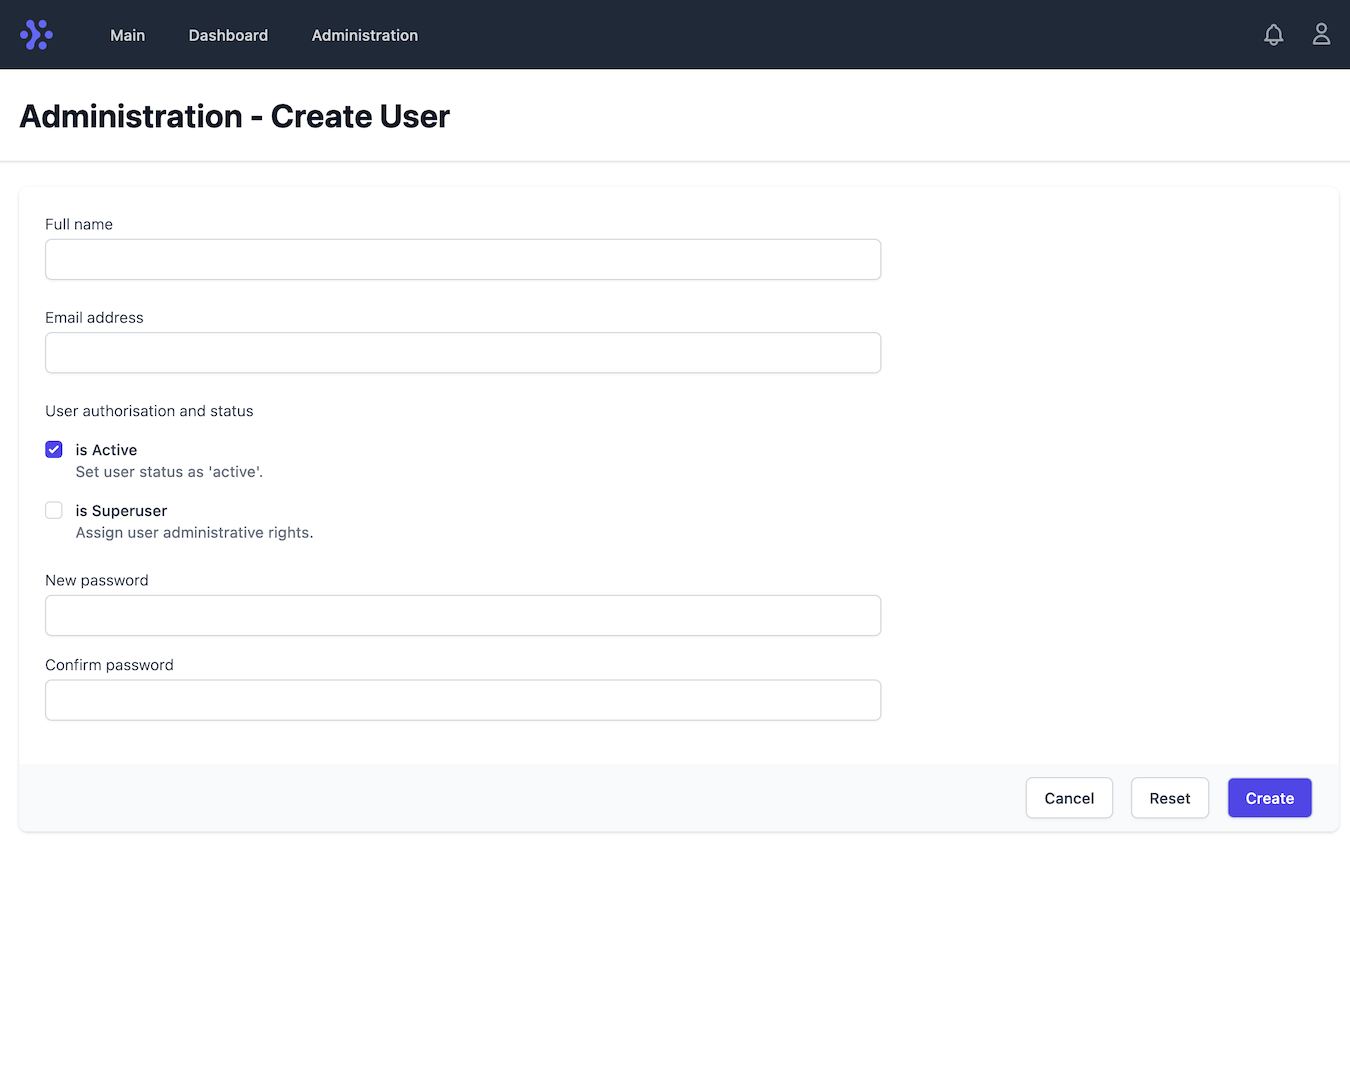 Main Dashboard Administration
Administration - Create User
Full name
Email address
User authorisation and status
is Active
Set user status as 'active'.
is Superuser
Assign user administrative rights.
New password
Confirm password
Cancel Reset Create